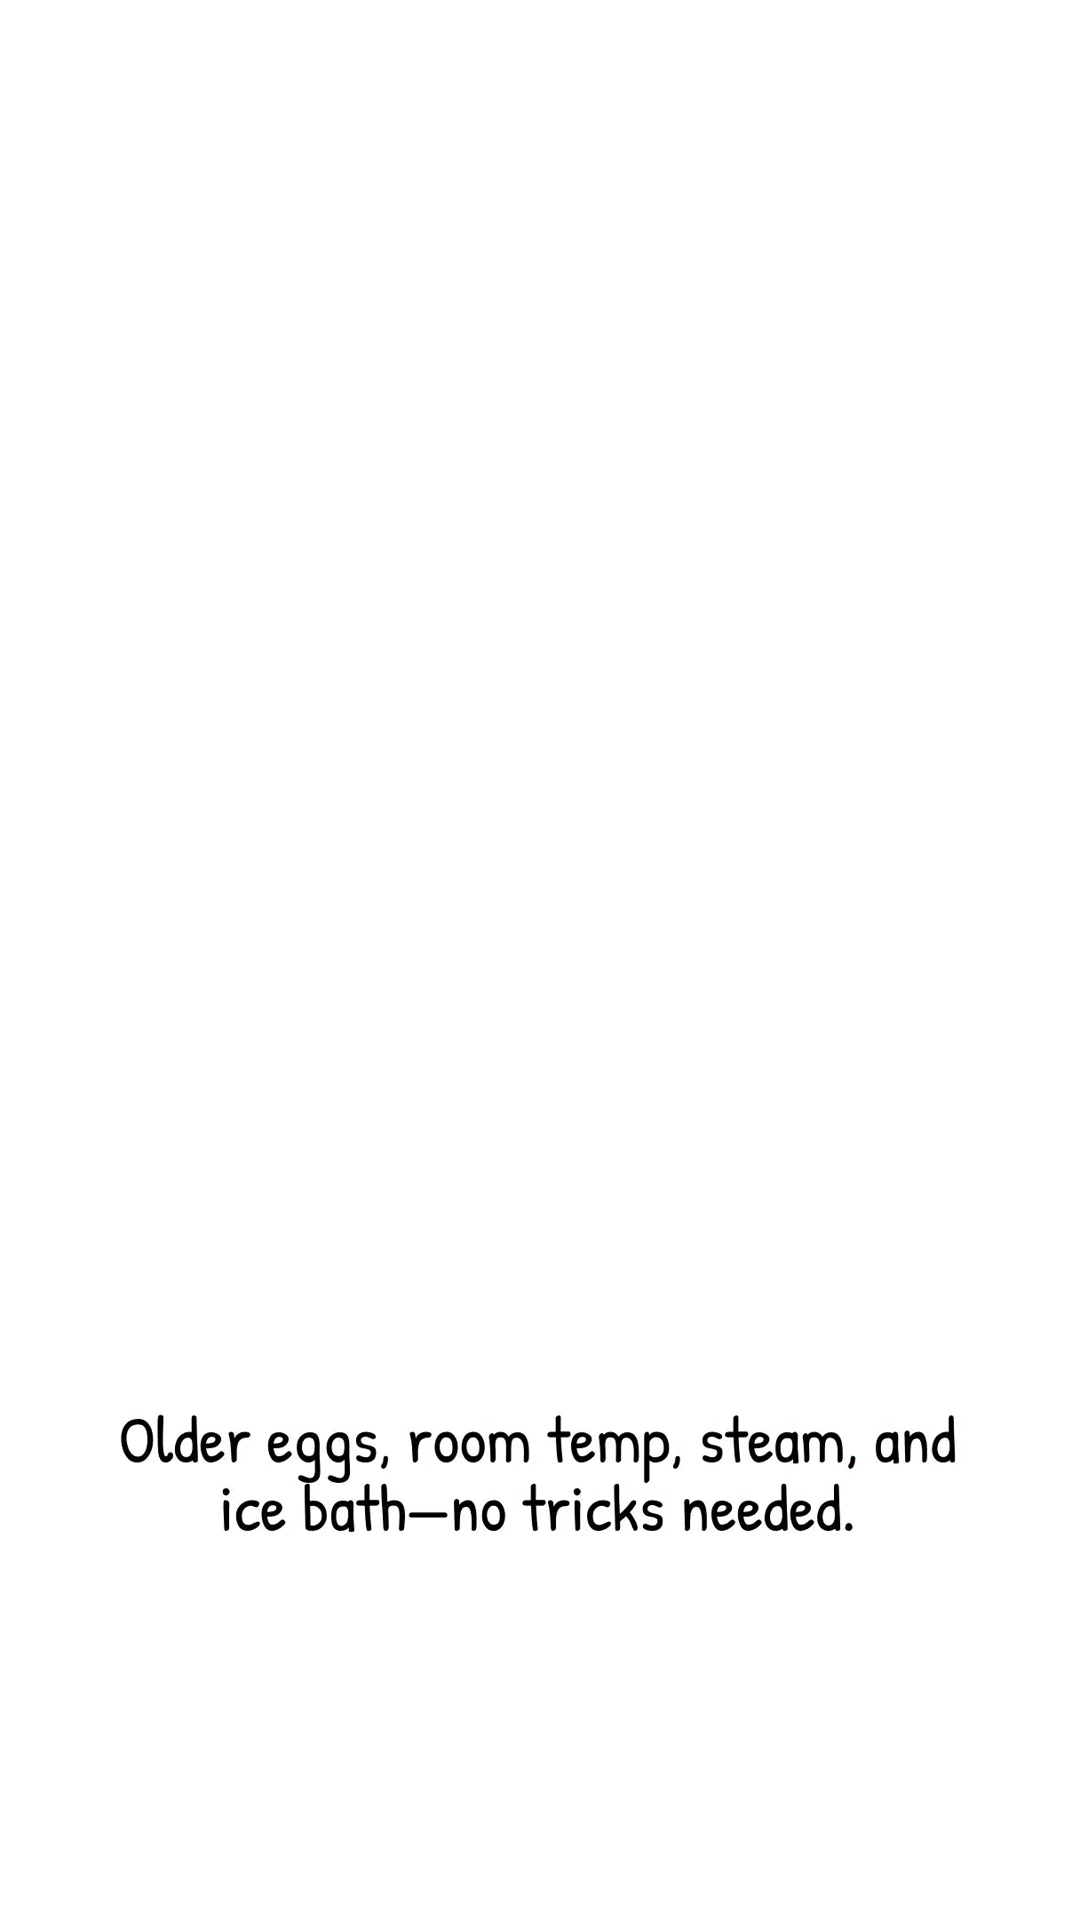 Older eggs, room temp, steam, and
ice bath—no tricks needed.